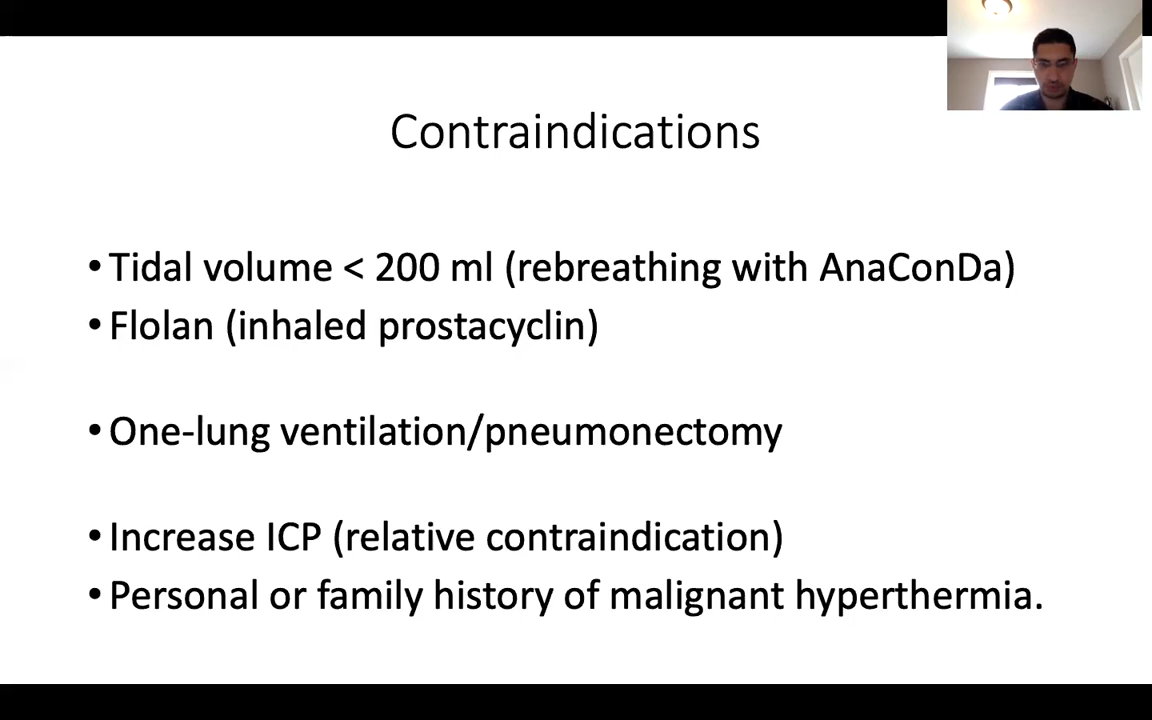 Contraindications
•Tidal volume < 200 ml (rebreathing with AnaConDa)
•Flolan (inhaled prostacyclin)
•One-lung ventilation/pneumonectomy
•Increase ICP (relative contraindication)
•Personal or family history of malignant hyperthermia.